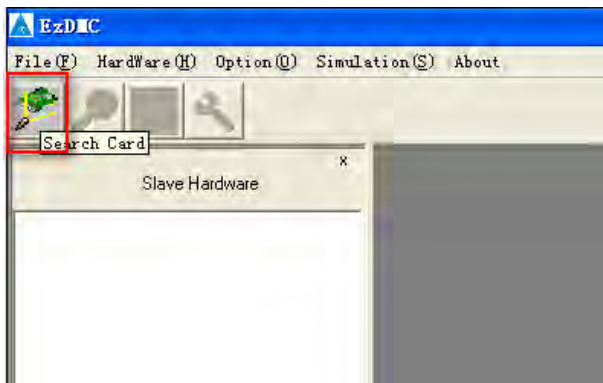 EzDMC
File(F) HardWare(H) Option(O) Simulation(S) About
Search Card
x
Slave Hardware